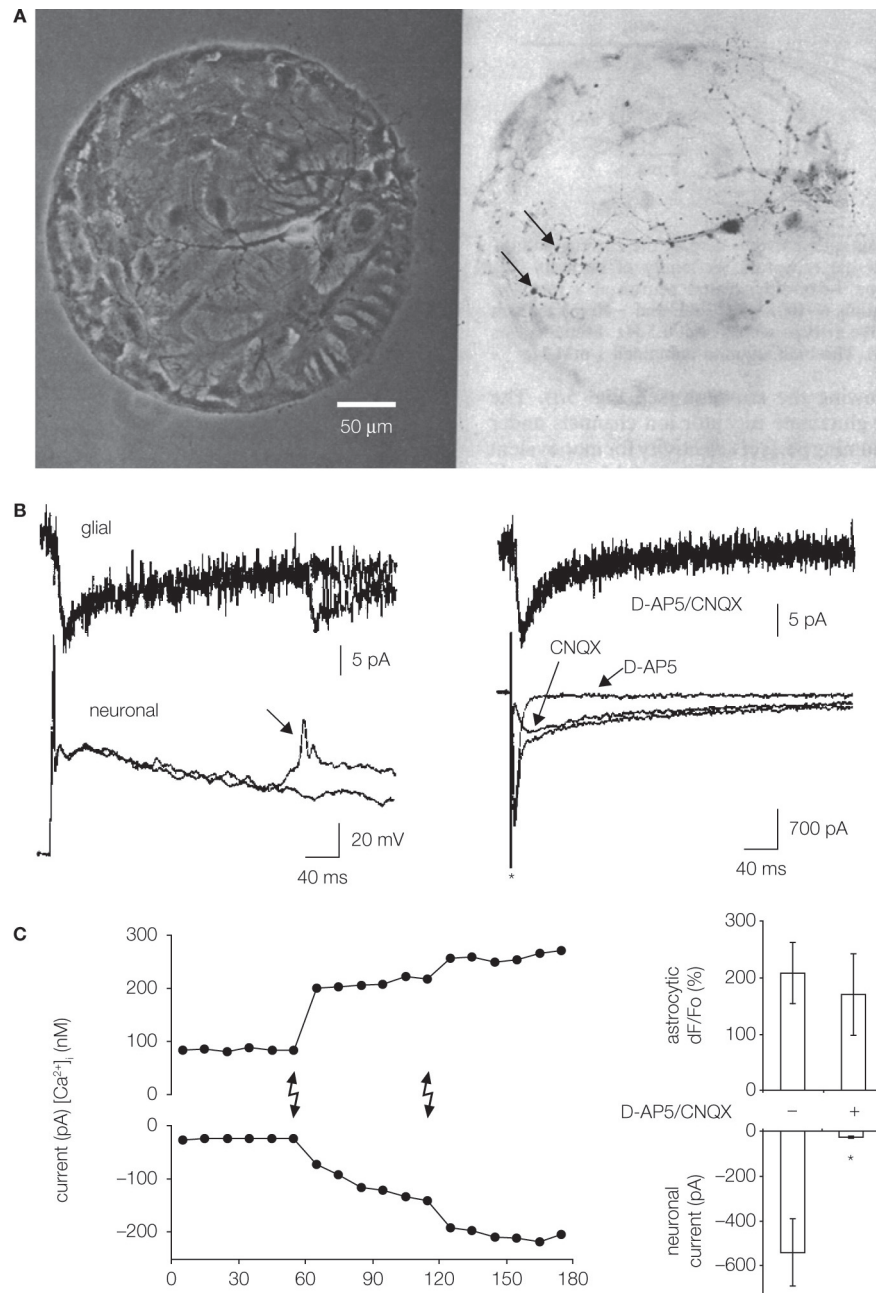 A
50 μm
B
glial
5 pA
neuronal
20 mV
40 ms
D-AP5/CNQX
5 pA
CNQX
D-AP5
700 pA
40 ms
*
C
current (pA) [Ca²⁺]ᵢ (nM)
300
200
100
0
0
−100
−200
0 30 60 90 120 150 180
astrocytic
dF/Fo (%)
300
200
100
0
D-AP5/CNQX − +
neuronal
current (pA)
0
−200
−400
−600
*